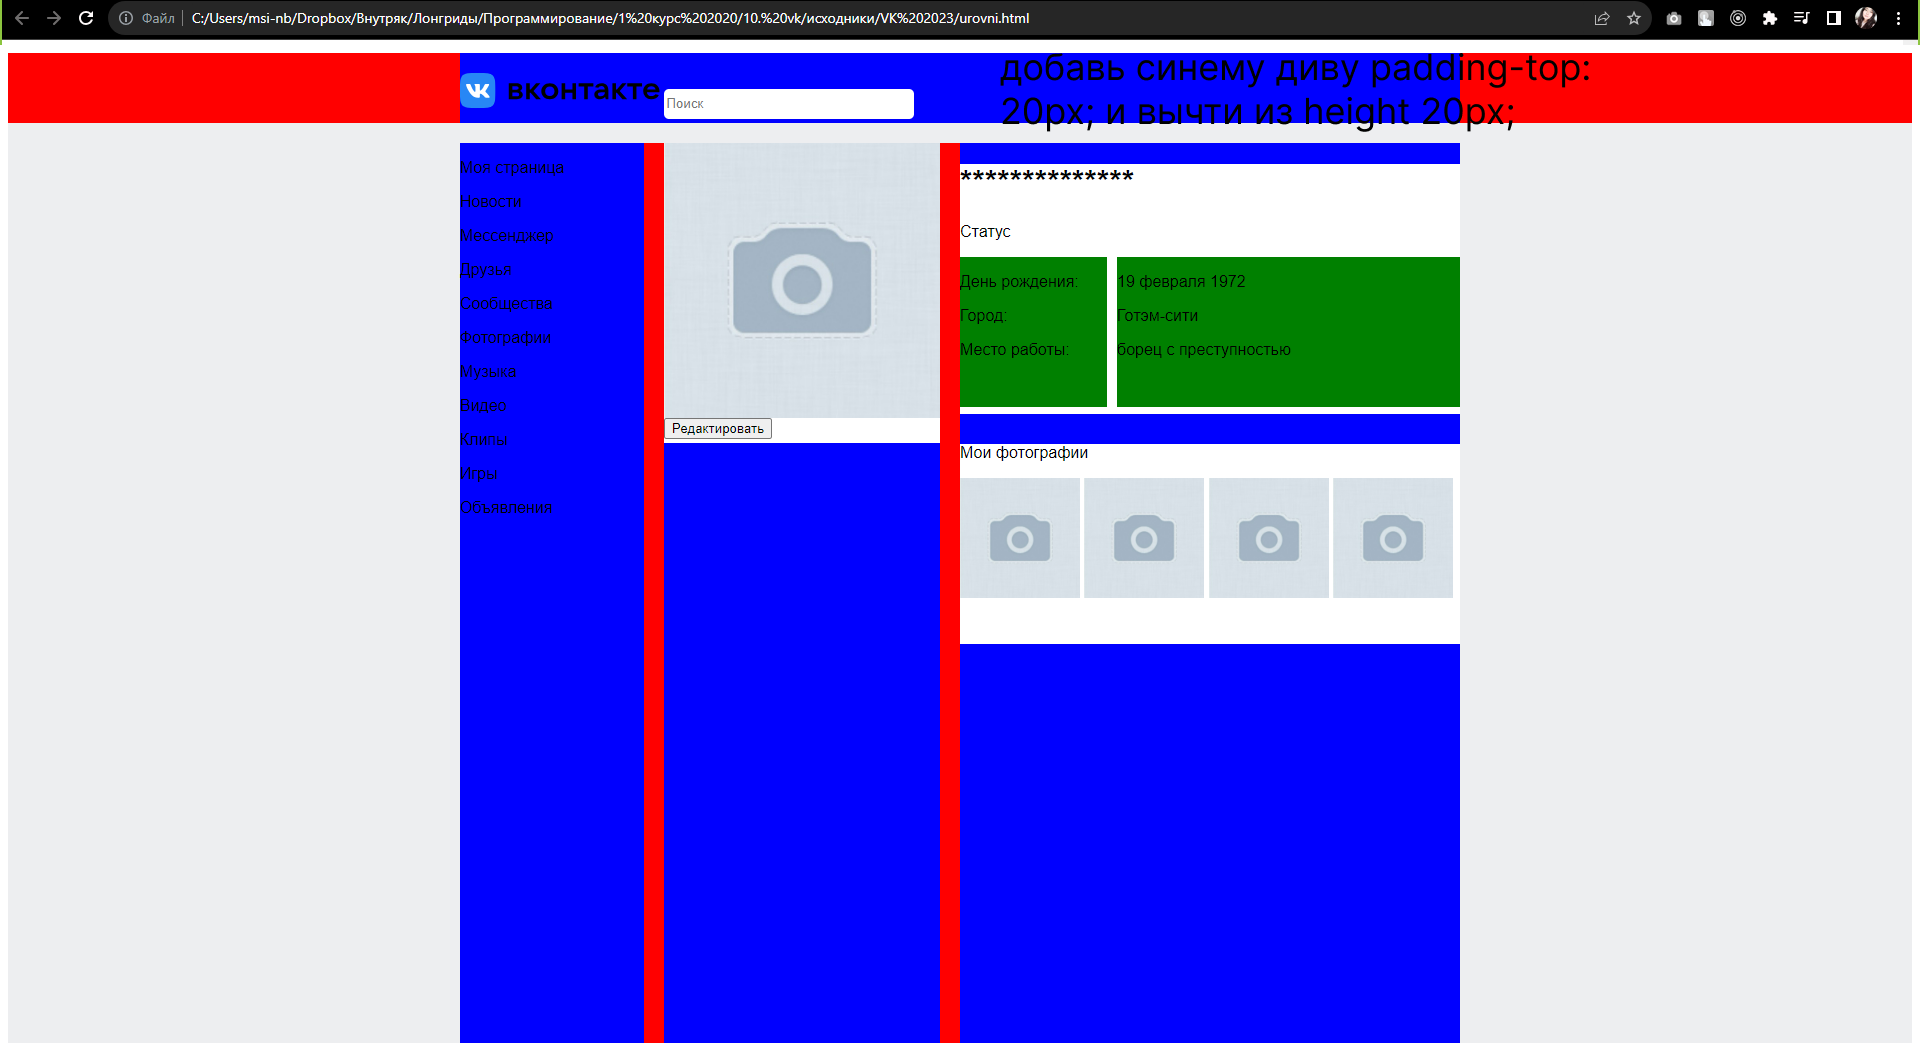 Файл
C:/Users/msi-nb/Dropbox/Внутряк/Лонгриды/Программирование/1%20курс%202020/10.%20vk/исходники/VK%202023/urovni.html
вконтакте
Поиск
добавь синему диву padding-top:
20px; и вычти из height 20px;
Моя страница
Новости
Мессенджер
Друзья
Сообщества
Фотографии
Музыка
Видео
Клипы
Игры
Объявления
Редактировать
**************
Статус
День рождения: 19 февраля 1972
Город: Готэм-сити
Место работы: борец с преступностью
Мои фотографии